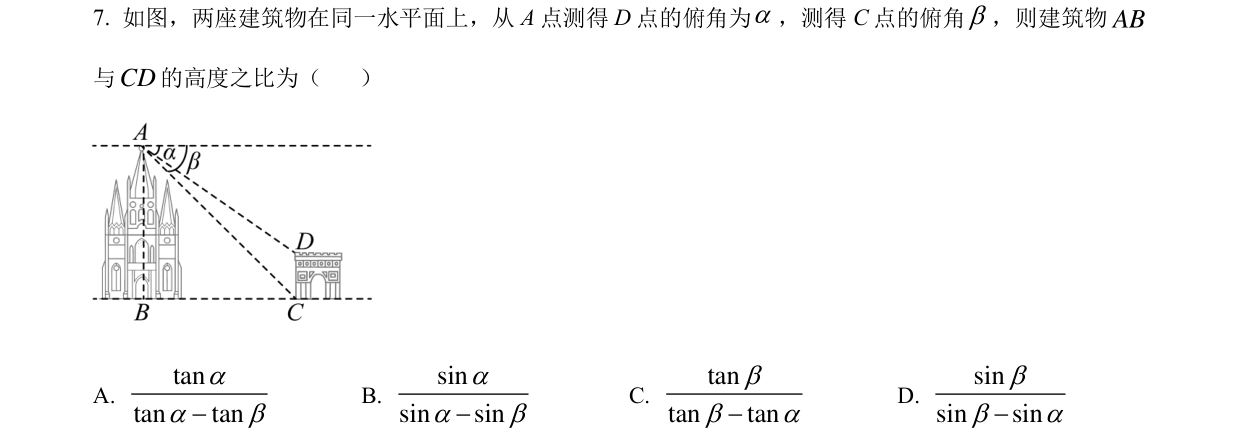 7. 如图，两座建筑物在同一水平面上，从 A 点测得 D 点的俯角为α，测得 C 点的俯角β，则建筑物 AB
与 CD 的高度之比为（　　）
A
α
β
D
B
C
A. tan α / (tan α − tan β)　B. sin α / (sin α − sin β)　C. tan β / (tan β − tan α)　D. sin β / (sin β − sin α)